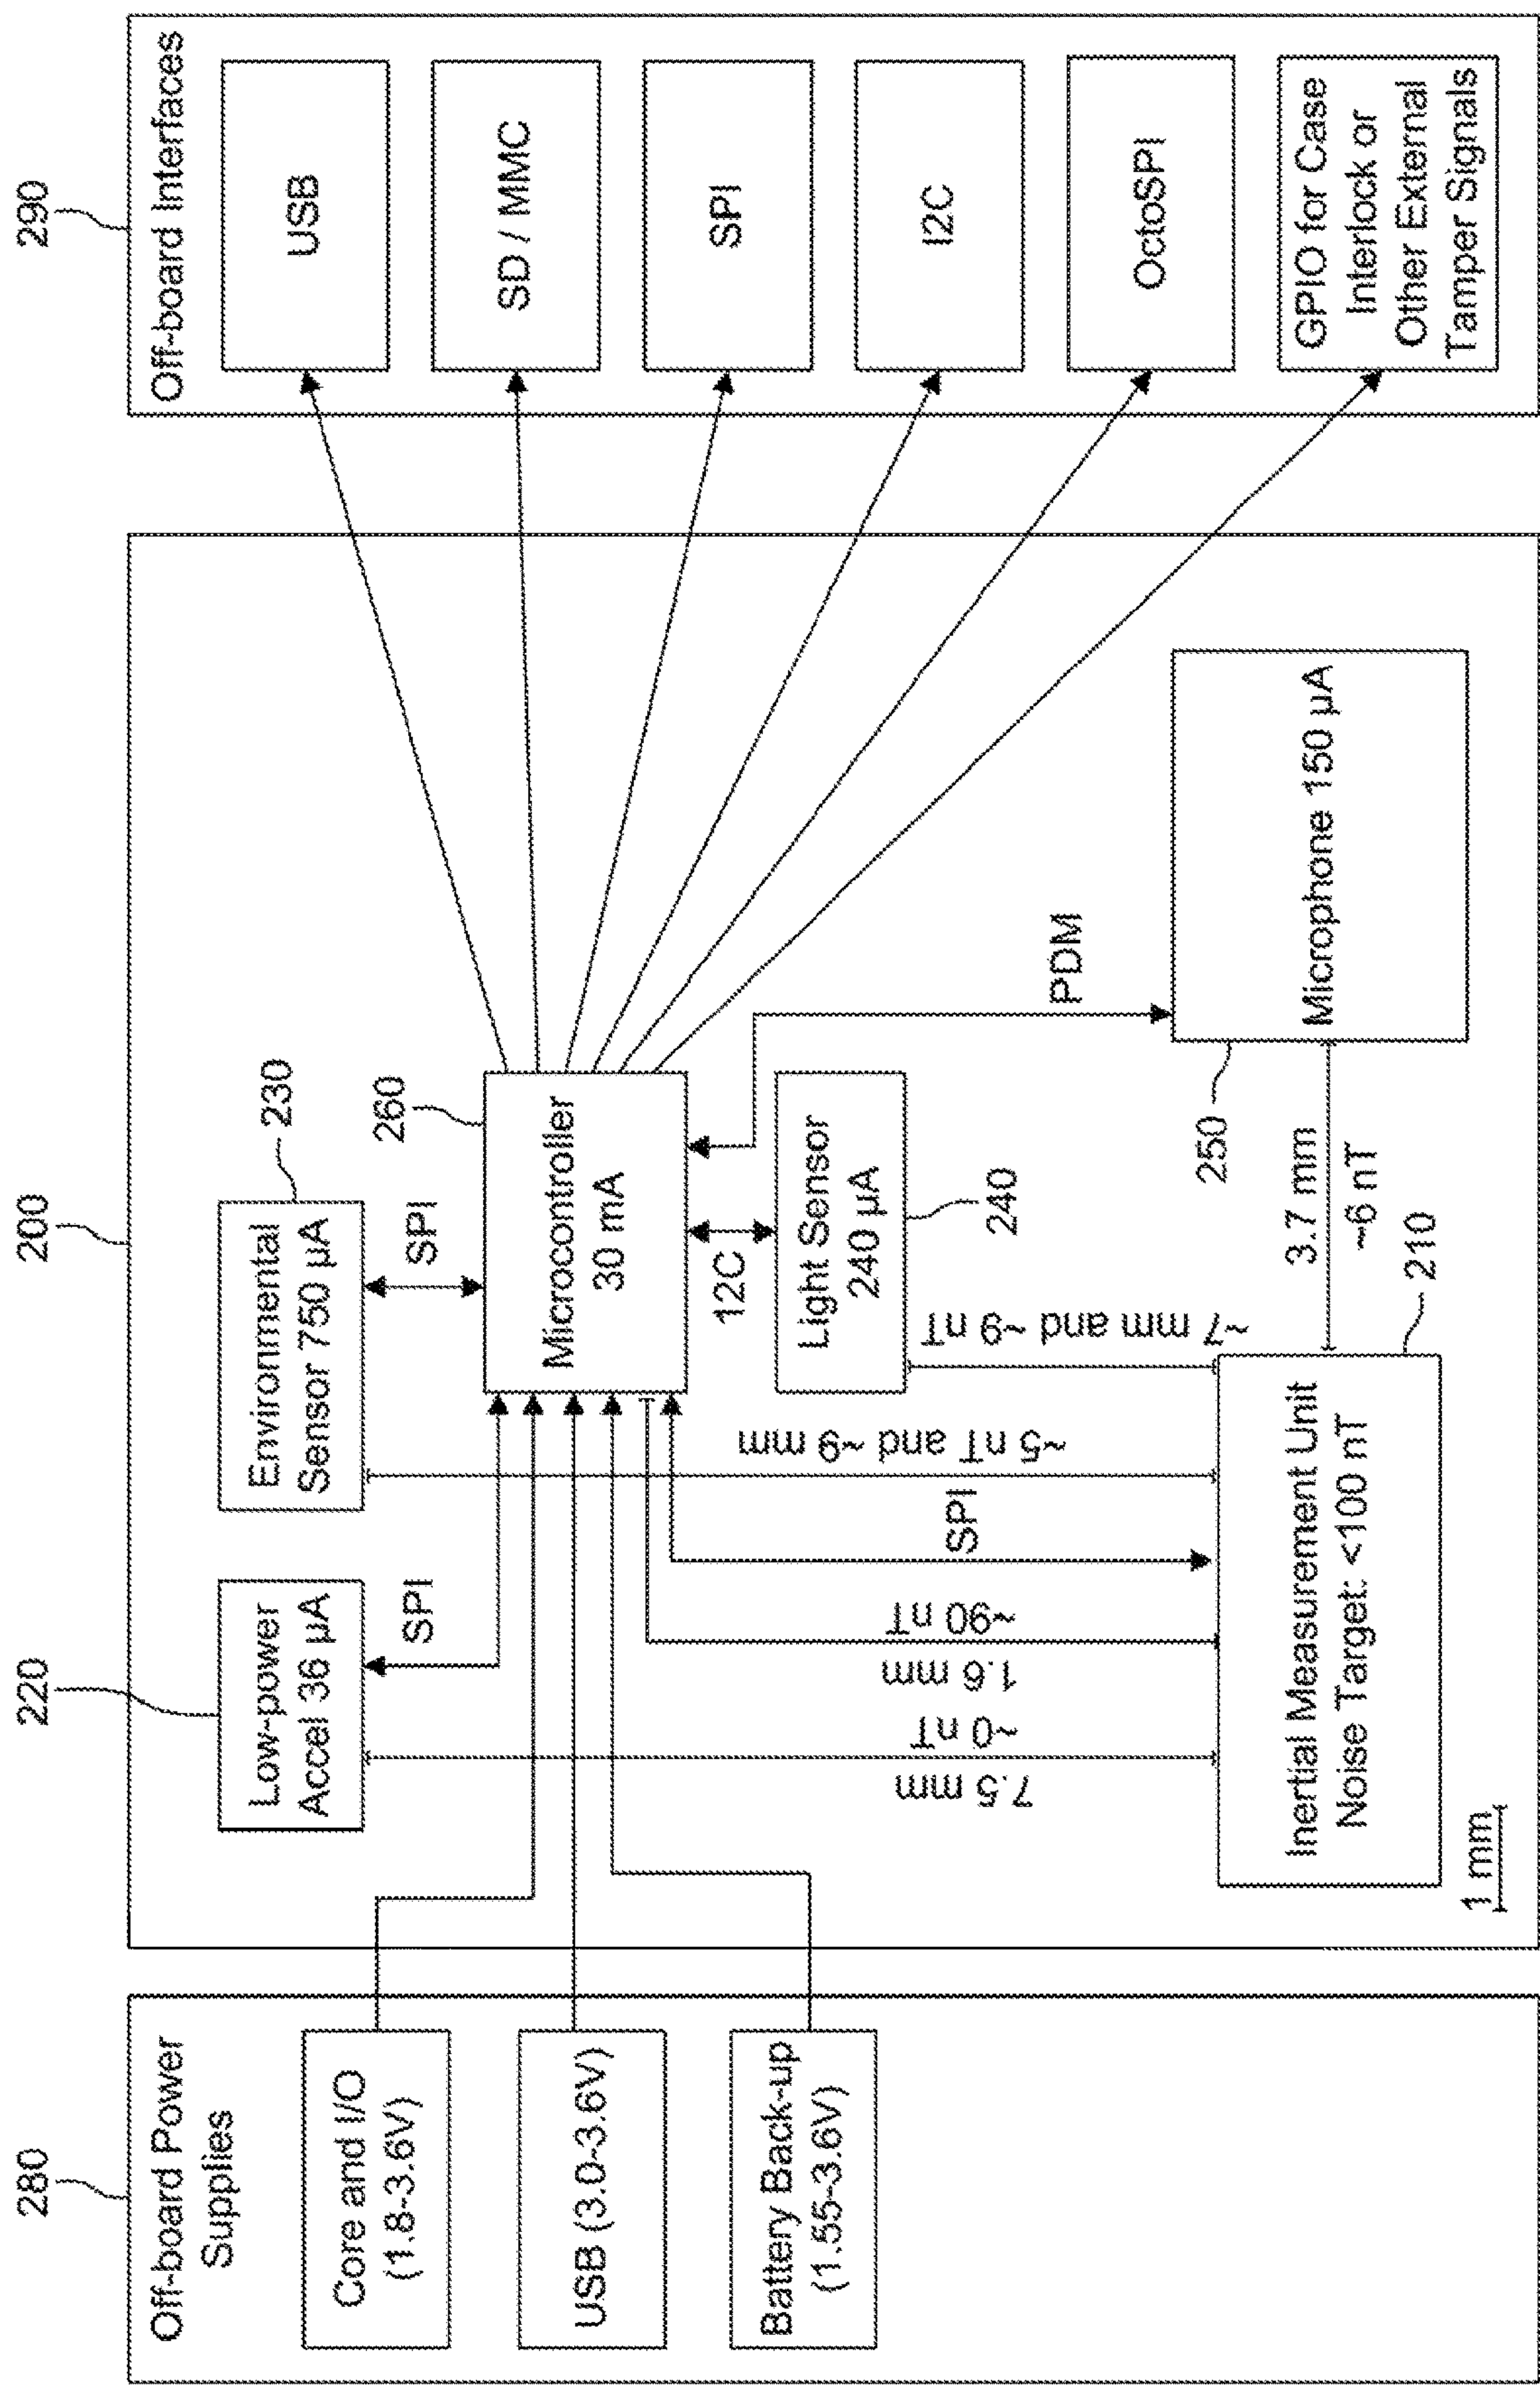 280
Off-board Power
Supplies
Core and I/O
(1.8-3.6V)
USB (3.0-3.6V)
Battery Back-up
(1.55-3.6V)
200
220
Low-power
Accel 36 µA
SPI
230
Environmental
Sensor 750 µA
SPI
260
Microcontroller
30 mA
12C
Light Sensor
240 µA
240
PDM
7.5 mm
~0 nT
1.6 mm
~90 nT
SPI
~5 nT and ~9 mm
~7 mm and ~9 nT
Inertial Measurement Unit
Noise Target: <100 nT
210
3.7 mm
~6 nT
250
Microphone 150 µA
1 mm
290
Off-board Interfaces
USB
SD / MMC
SPI
I2C
OctoSPI
GPIO for Case
Interlock or
Other External
Tamper Signals